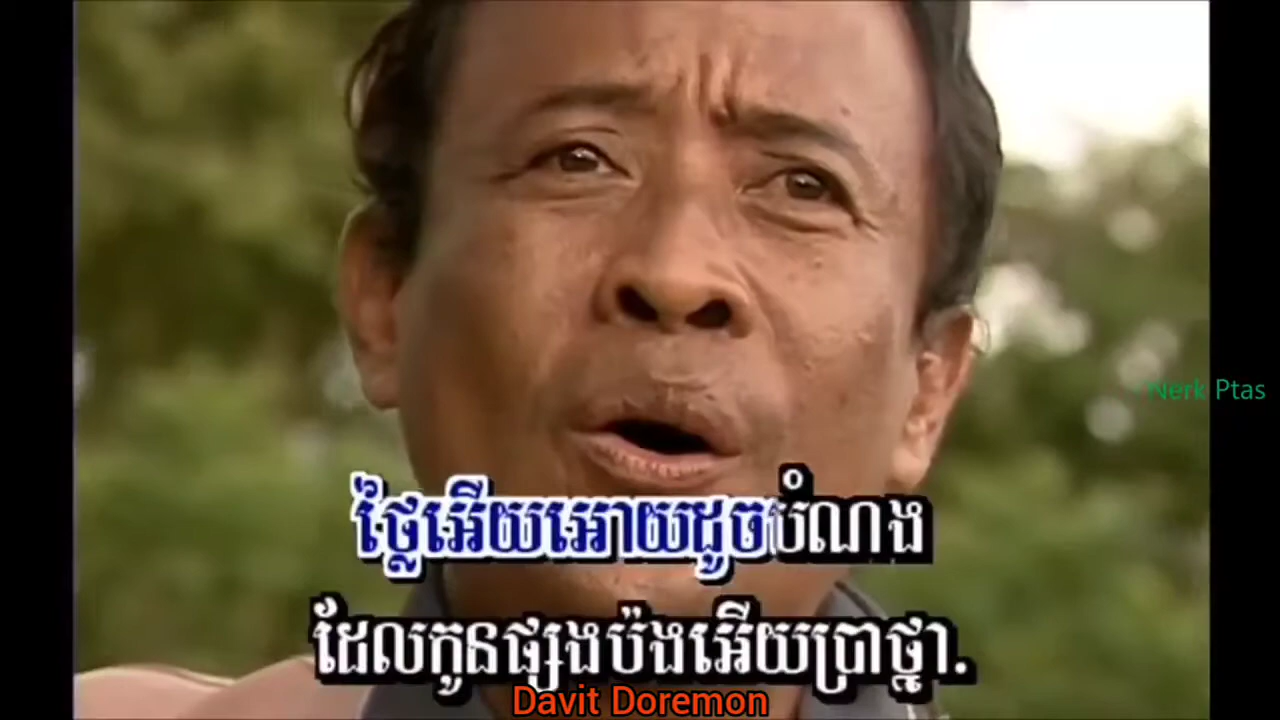 Nerk Ptas
ថ្លៃអើយអោយដូចបំណង
ដែលកូនផ្សងប៉ងអើយប្រាថ្នា.
Davit Doremon